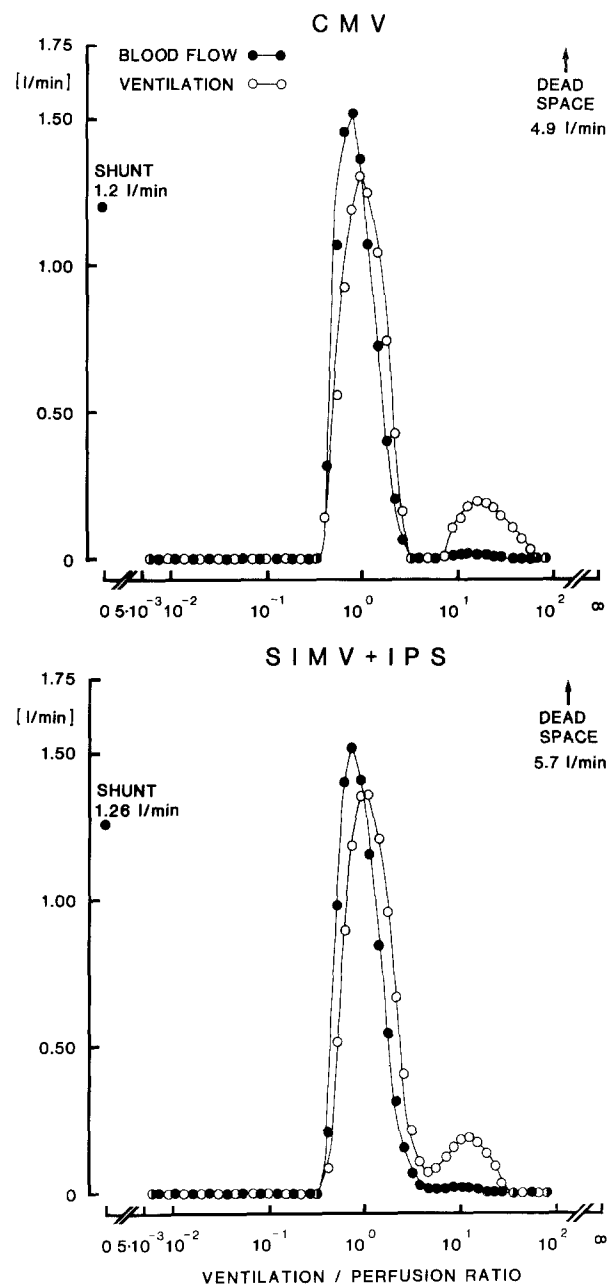 CMV
1.75
[l/min]
BLOOD FLOW
VENTILATION
DEAD
SPACE
4.9 l/min
1.50
SHUNT
1.2 l/min
1.00
0.50
0
0 5·10⁻³ 10⁻² 10⁻¹ 10⁰ 10¹ 10² ∞
SIMV + IPS
1.75
[l/min]
DEAD
SPACE
5.7 l/min
1.50
SHUNT
1.26 l/min
1.00
0.50
0
0 5·10⁻³ 10⁻² 10⁻¹ 10⁰ 10¹ 10² ∞
VENTILATION / PERFUSION RATIO